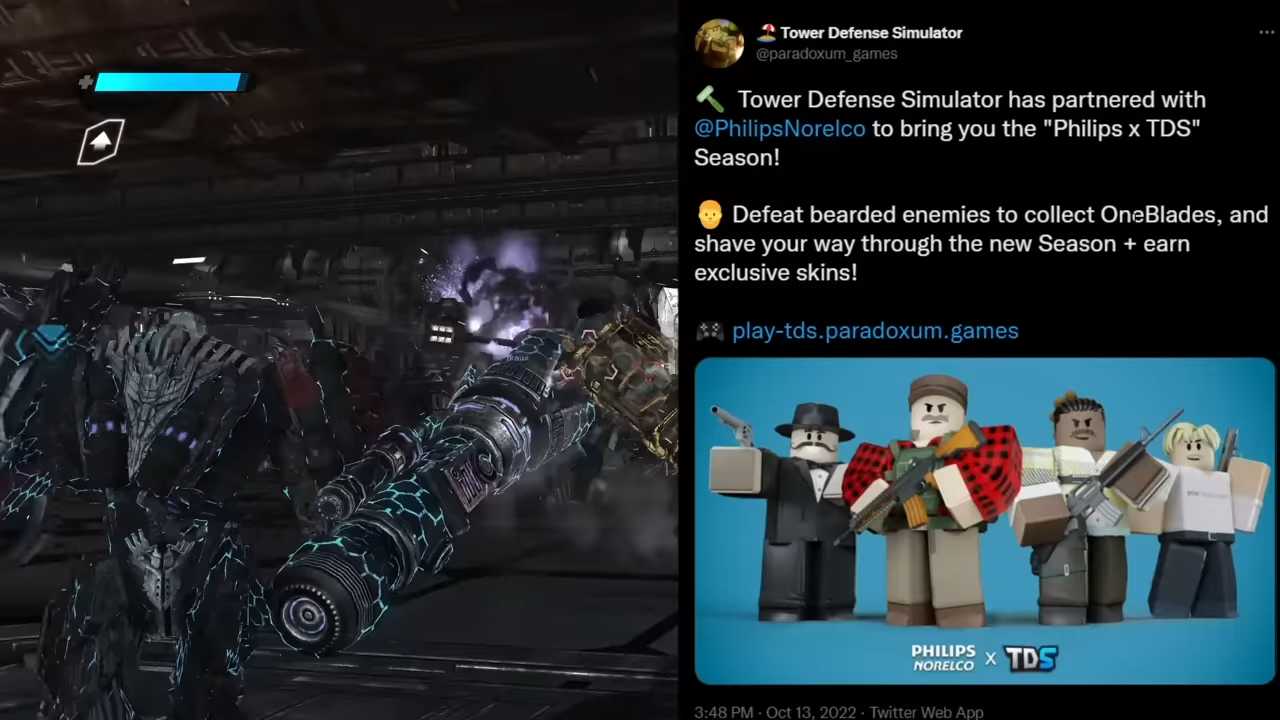 Tower Defense Simulator
@paradoxum_games
Tower Defense Simulator has partnered with
@PhilipsNorelco to bring you the "Philips x TDS"
Season!
Defeat bearded enemies to collect OneBlades, and
shave your way through the new Season + earn
exclusive skins!
play-tds.paradoxum.games
PHILIPS
NORELCO X TDS
3:48 PM · Oct 13, 2022 · Twitter Web App